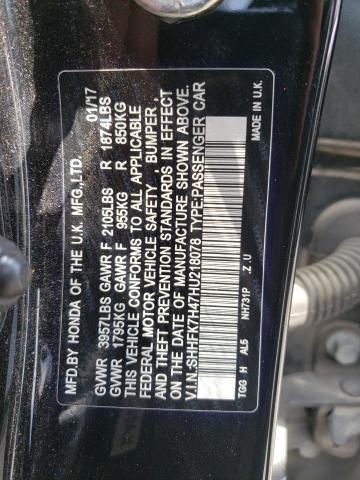 MFD.BY HONDA OF THE U.K. MFG.,LTD. 01/17
GVWR 3957LBS GAWR F 2105LBS R 1874LBS
GVWR 1795KG GAWR F 955KG R 850KG
THIS VEHICLE CONFORMS TO ALL APPLICABLE
FEDERAL MOTOR VEHICLE SAFETY BUMPER,
AND THEFT PREVENTION STANDARDS IN EFFECT
ON THE DATE OF MANUFACTURE SHOWN ABOVE.
V.I.N.:SHHFK7H47HU218078 TYPE:PASSENGER CAR
TGG H AL5 NH731P Z U
MADE IN U.K.